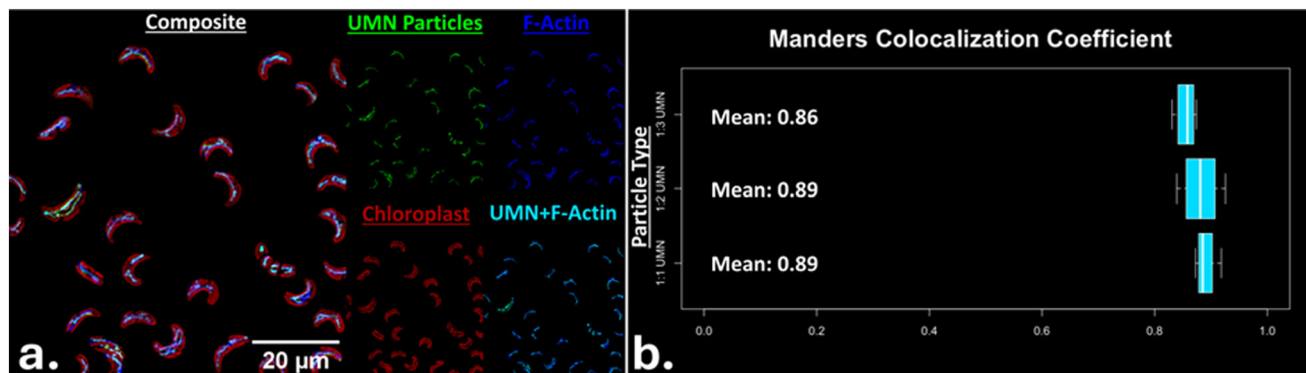 Composite
UMN Particles
F-Actin
Chloroplast
UMN+F-Actin
20 µm
a.
Manders Colocalization Coefficient
Particle Type
1:3 UMN
Mean: 0.86
1:2 UMN
Mean: 0.89
1:1 UMN
Mean: 0.89
0.0 0.2 0.4 0.6 0.8 1.0
b.